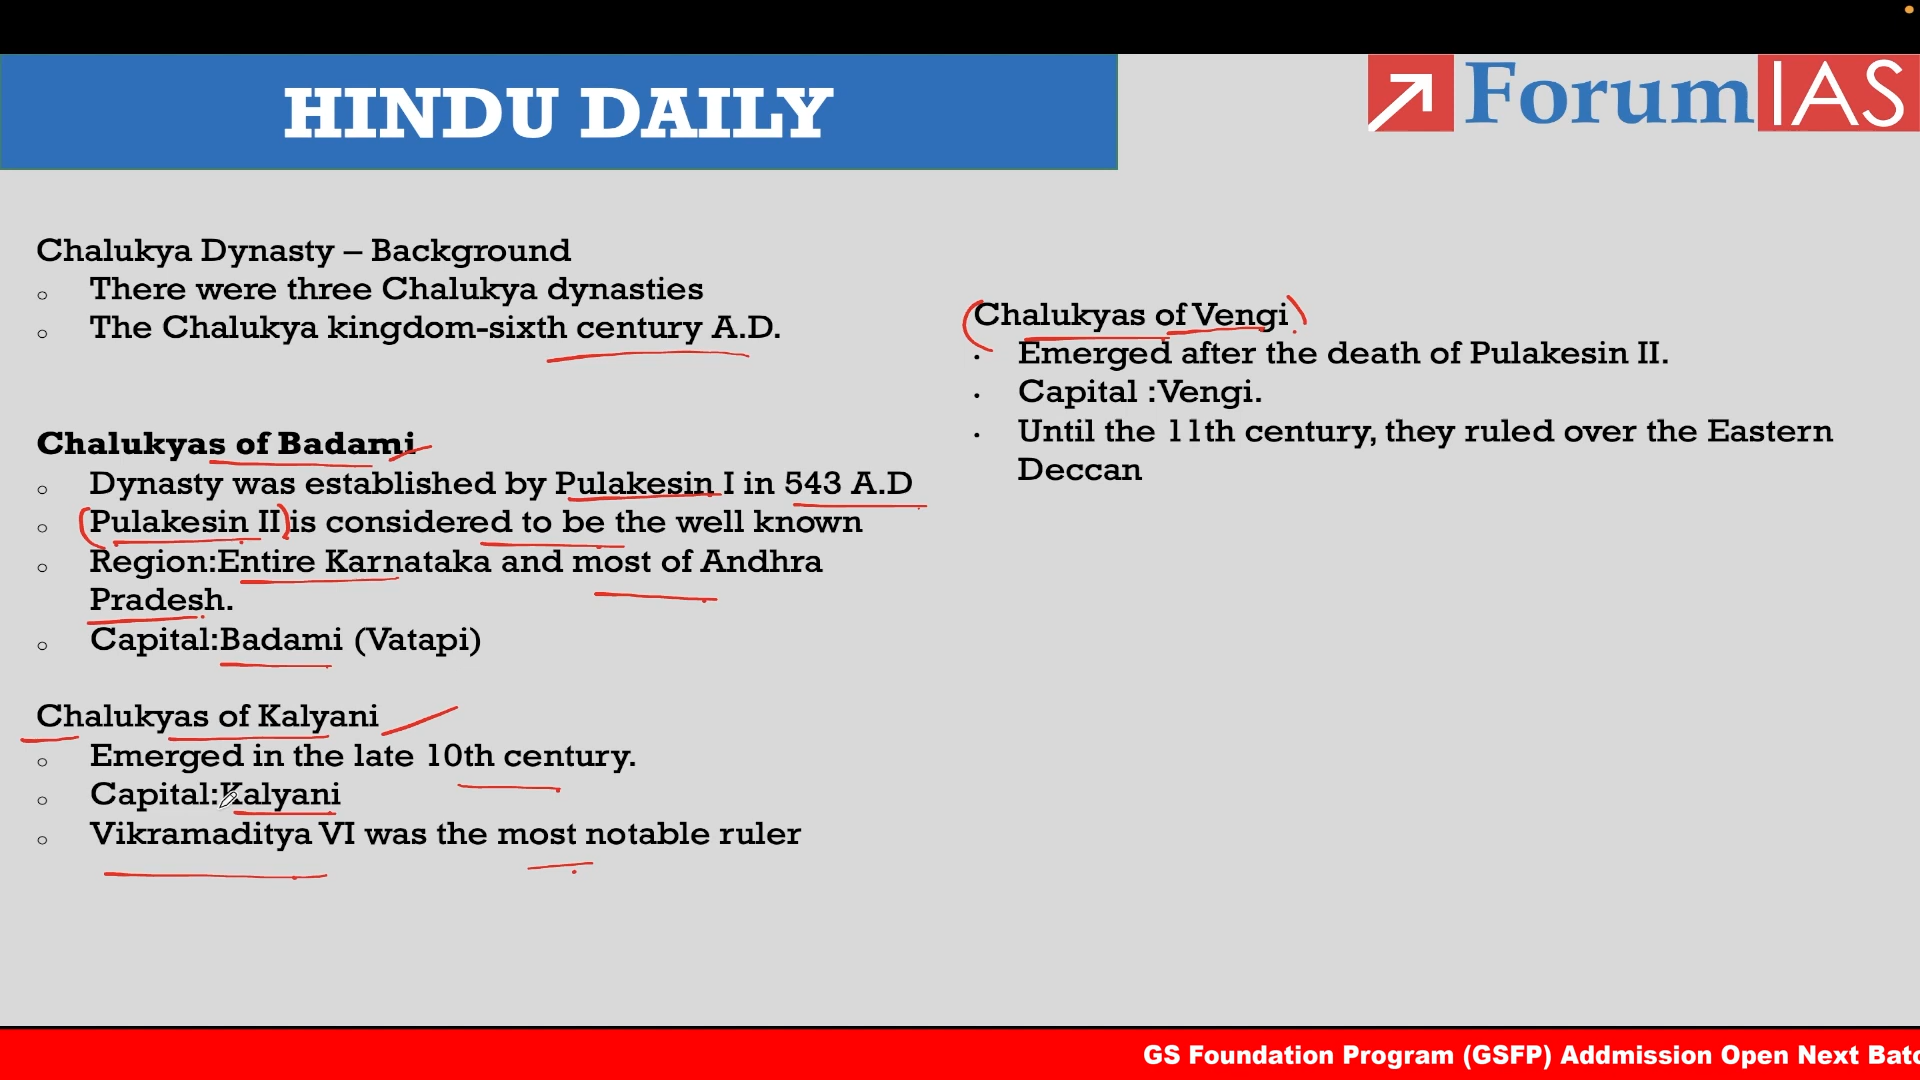 HINDU DAILY
Forum IAS
Chalukya Dynasty – Background
There were three Chalukya dynasties
The Chalukya kingdom-sixth century A.D.
Chalukyas of Badami
Dynasty was established by Pulakesin I in 543 A.D
Pulakesin II is considered to be the well known
Region:Entire Karnataka and most of Andhra
Pradesh.
Capital:Badami (Vatapi)
Chalukyas of Kalyani
Emerged in the late 10th century.
Capital:Kalyani
Vikramaditya VI was the most notable ruler
Chalukyas of Vengi
Emerged after the death of Pulakesin II.
Capital :Vengi.
Until the 11th century, they ruled over the Eastern
Deccan
GS Foundation Program (GSFP) Addmission Open Next